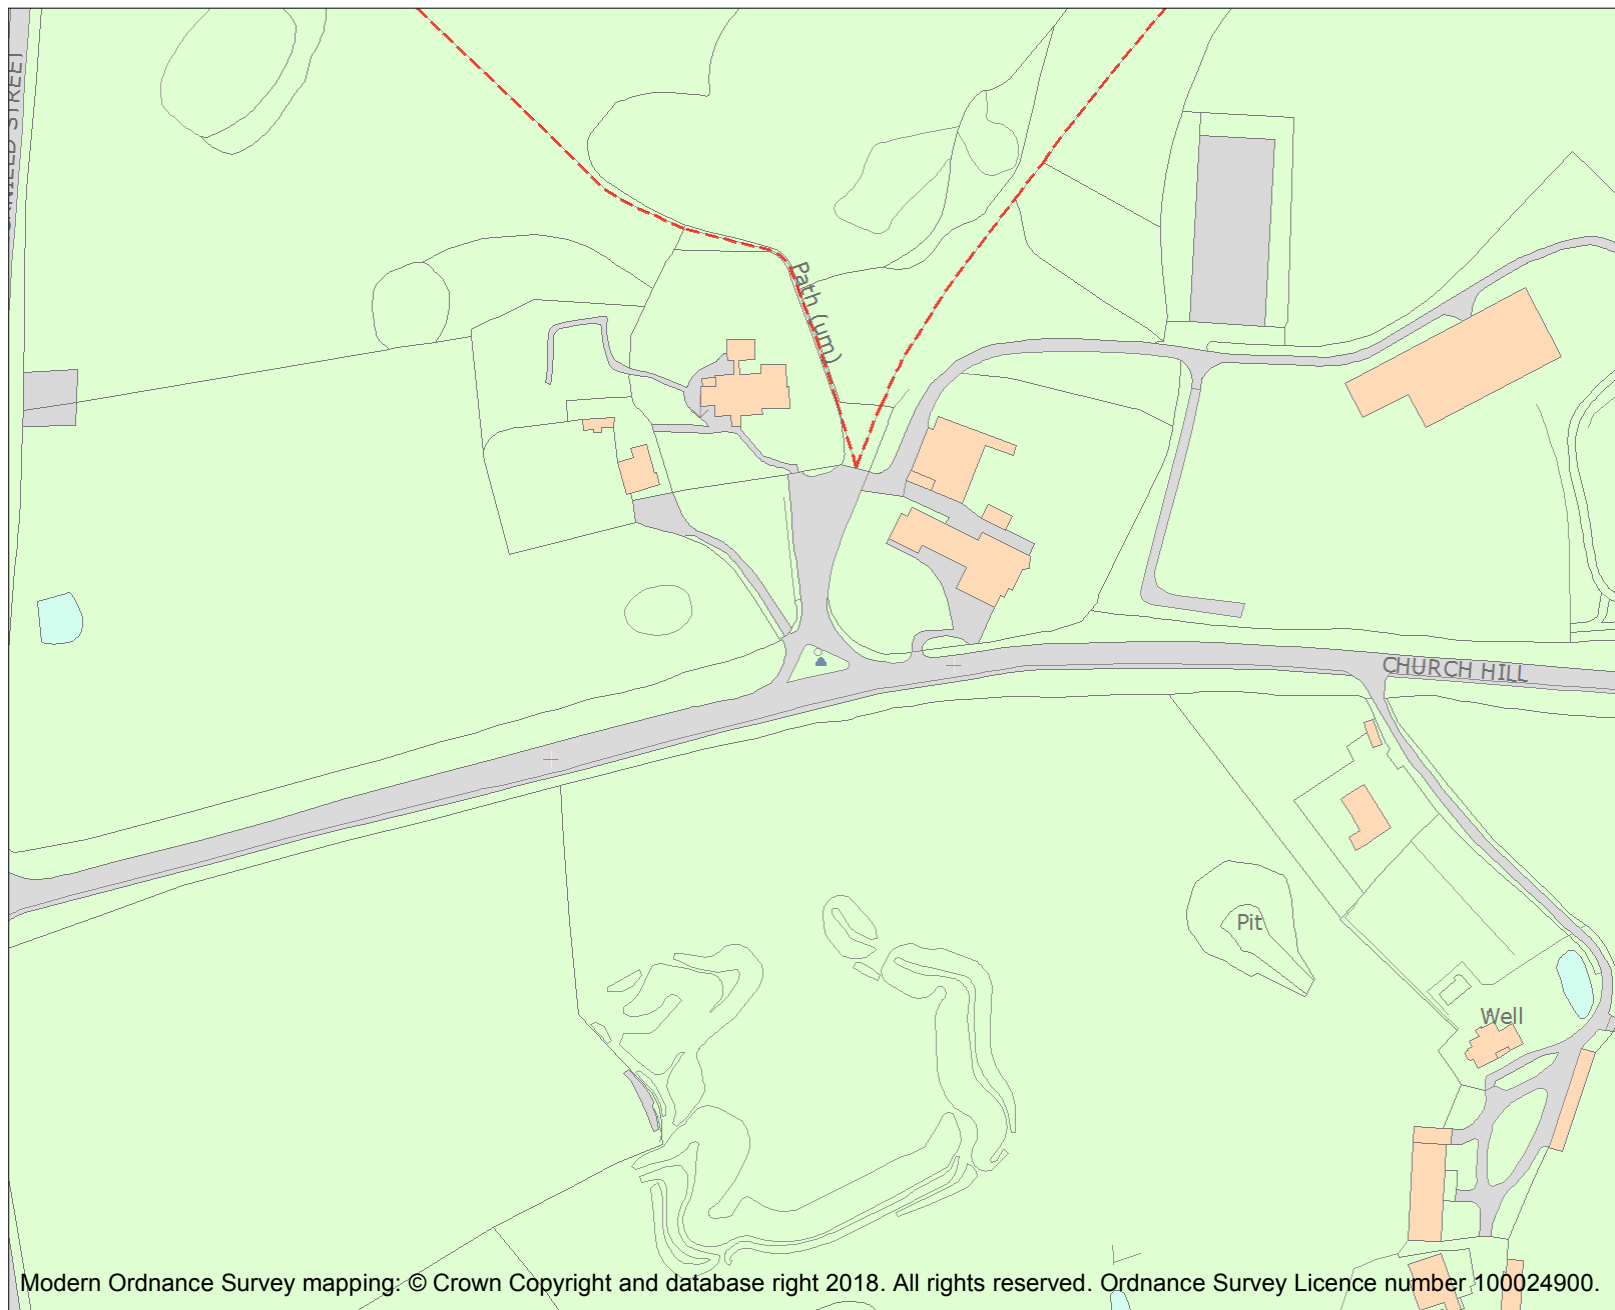 STREET
Path (um)
CHURCH HILL
Pit
Well
Modern Ordnance Survey mapping: © Crown Copyright and database right 2018. All rights reserved. Ordnance Survey Licence number 100024900.